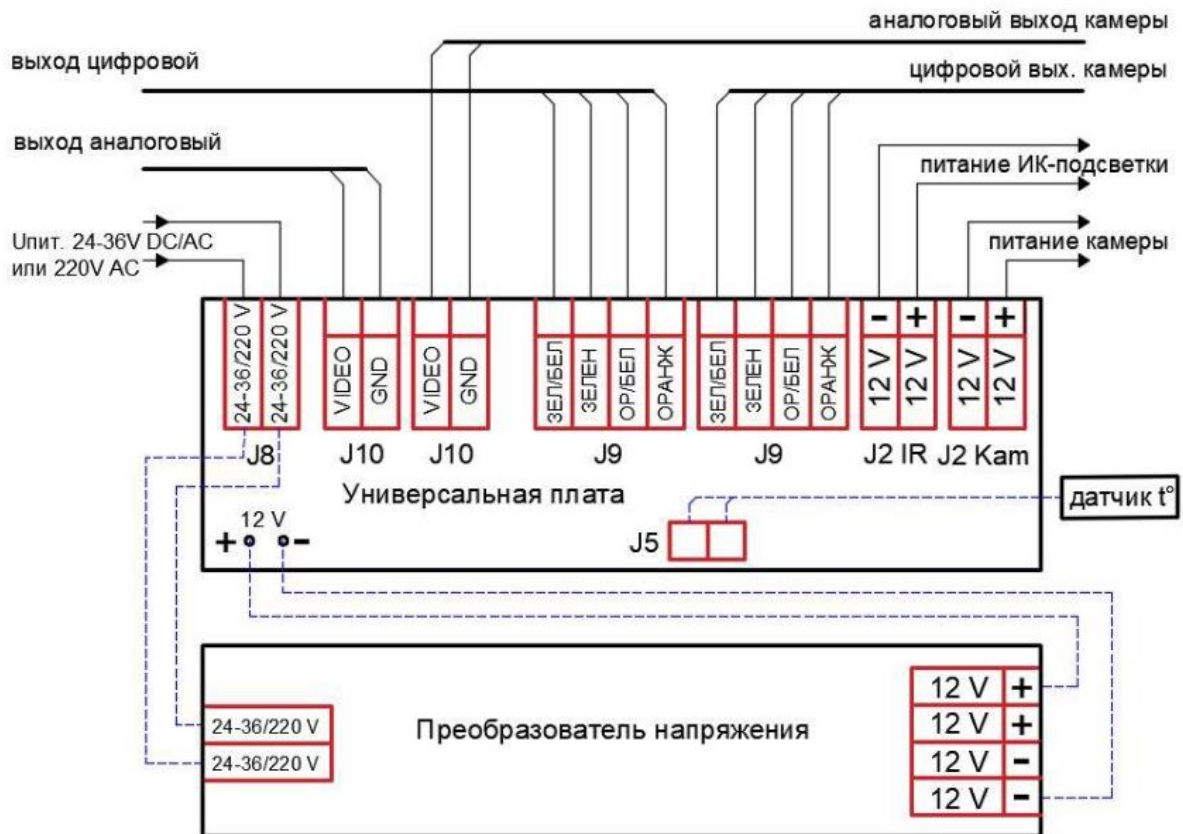 аналоговый выход камеры
выход цифровой
цифровой вых. камеры
выход аналоговый
питание ИК-подсветки
Uпит. 24-36V DC/AC
или 220V AC
питание камеры
24-36/220 V
24-36/220 V
VIDEO
GND
VIDEO
GND
ЗЕЛ/БЕЛ
ЗЕЛЕН
ОР/БЕЛ
ОРАНЖ
ЗЕЛ/БЕЛ
ЗЕЛЕН
ОР/БЕЛ
ОРАНЖ
12 V -
12 V +
12 V -
12 V +
J8
J10
J10
J9
J9
J2 IR
J2 Kam
Универсальная плата
датчик t°
12 V
+ -
J5
12 V +
12 V +
12 V -
12 V -
24-36/220 V
24-36/220 V
Преобразователь напряжения